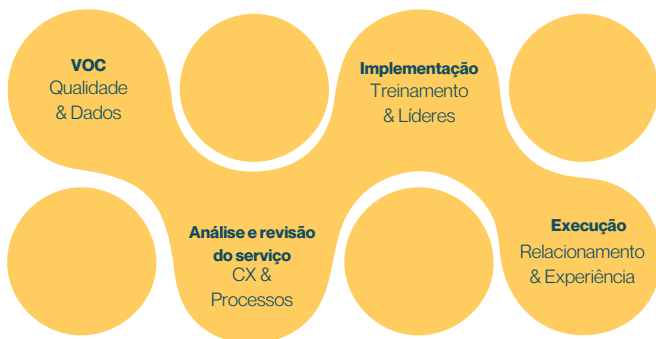 VOC
Qualidade
& Dados
Análise e revisão
do serviço
CX &
Processos
Implementação
Treinamento
& Líderes
Execução
Relacionamento
& Experiência